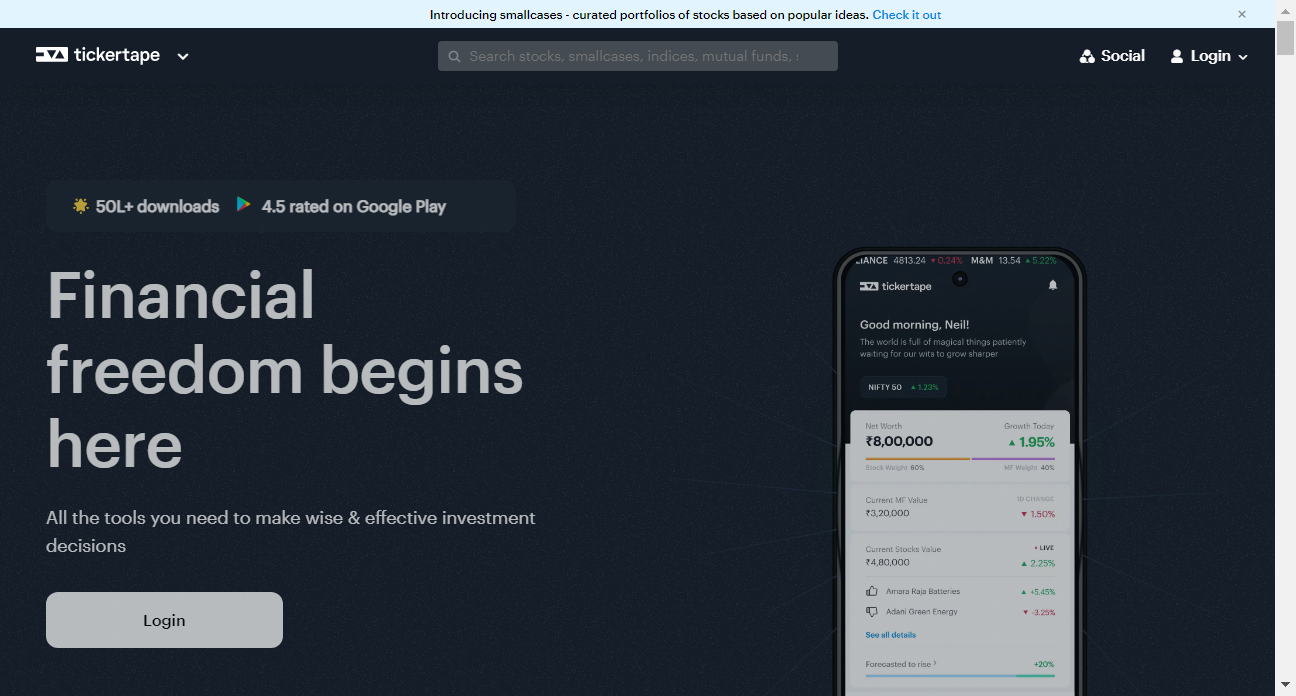 Introducing smallcases - curated portfolios of stocks based on popular ideas. Check it out
tickertape
Search stocks, smallcases, indices, mutual funds,
Social
Login
50L+ downloads
4.5 rated on Google Play
Financial
freedom begins
here
All the tools you need to make wise & effective investment
decisions
Login
LIANCE 4813.24 ▾ 0.24% M&M 13.54 ▴ 5.22%
tickertape
Good morning, Neil!
The world is full of magical things patiently
waiting for our wits to grow sharper
NIFTY 50 ▲ 1.23%
Net Worth Growth Today
₹8,00,000 ▲ 1.95%
Stock Weight 60% MF Weight 40%
Current MF Value 1D CHANGE
₹3,20,000 ▼ 1.50%
Current Stocks Value • LIVE
₹4,80,000 ▲ 2.25%
Amara Raja Batteries ▲ +5.45%
Adani Green Energy ▼ -3.25%
See all details
Forecasted to rise ? +20%